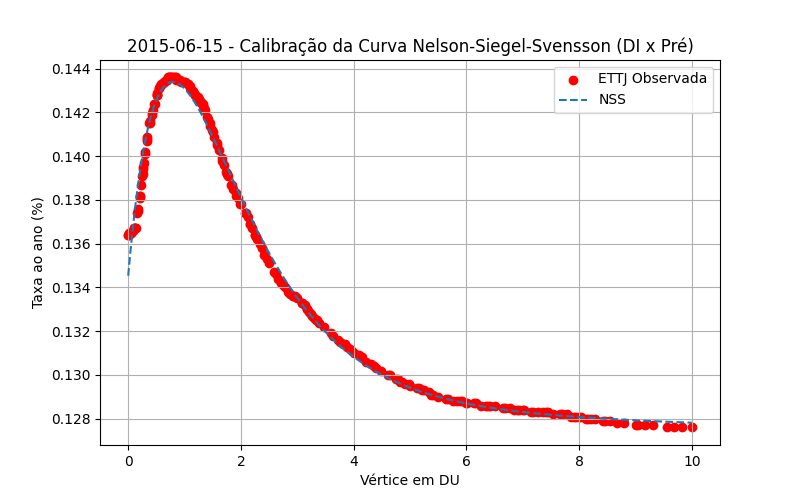 2015-06-15 - Calibração da Curva Nelson-Siegel-Svensson (DI x Pré)
ETTJ Observada
NSS
Taxa ao ano (%)
0.144
0.142
0.140
0.138
0.136
0.134
0.132
0.130
0.128
0 2 4 6 8 10
Vértice em DU